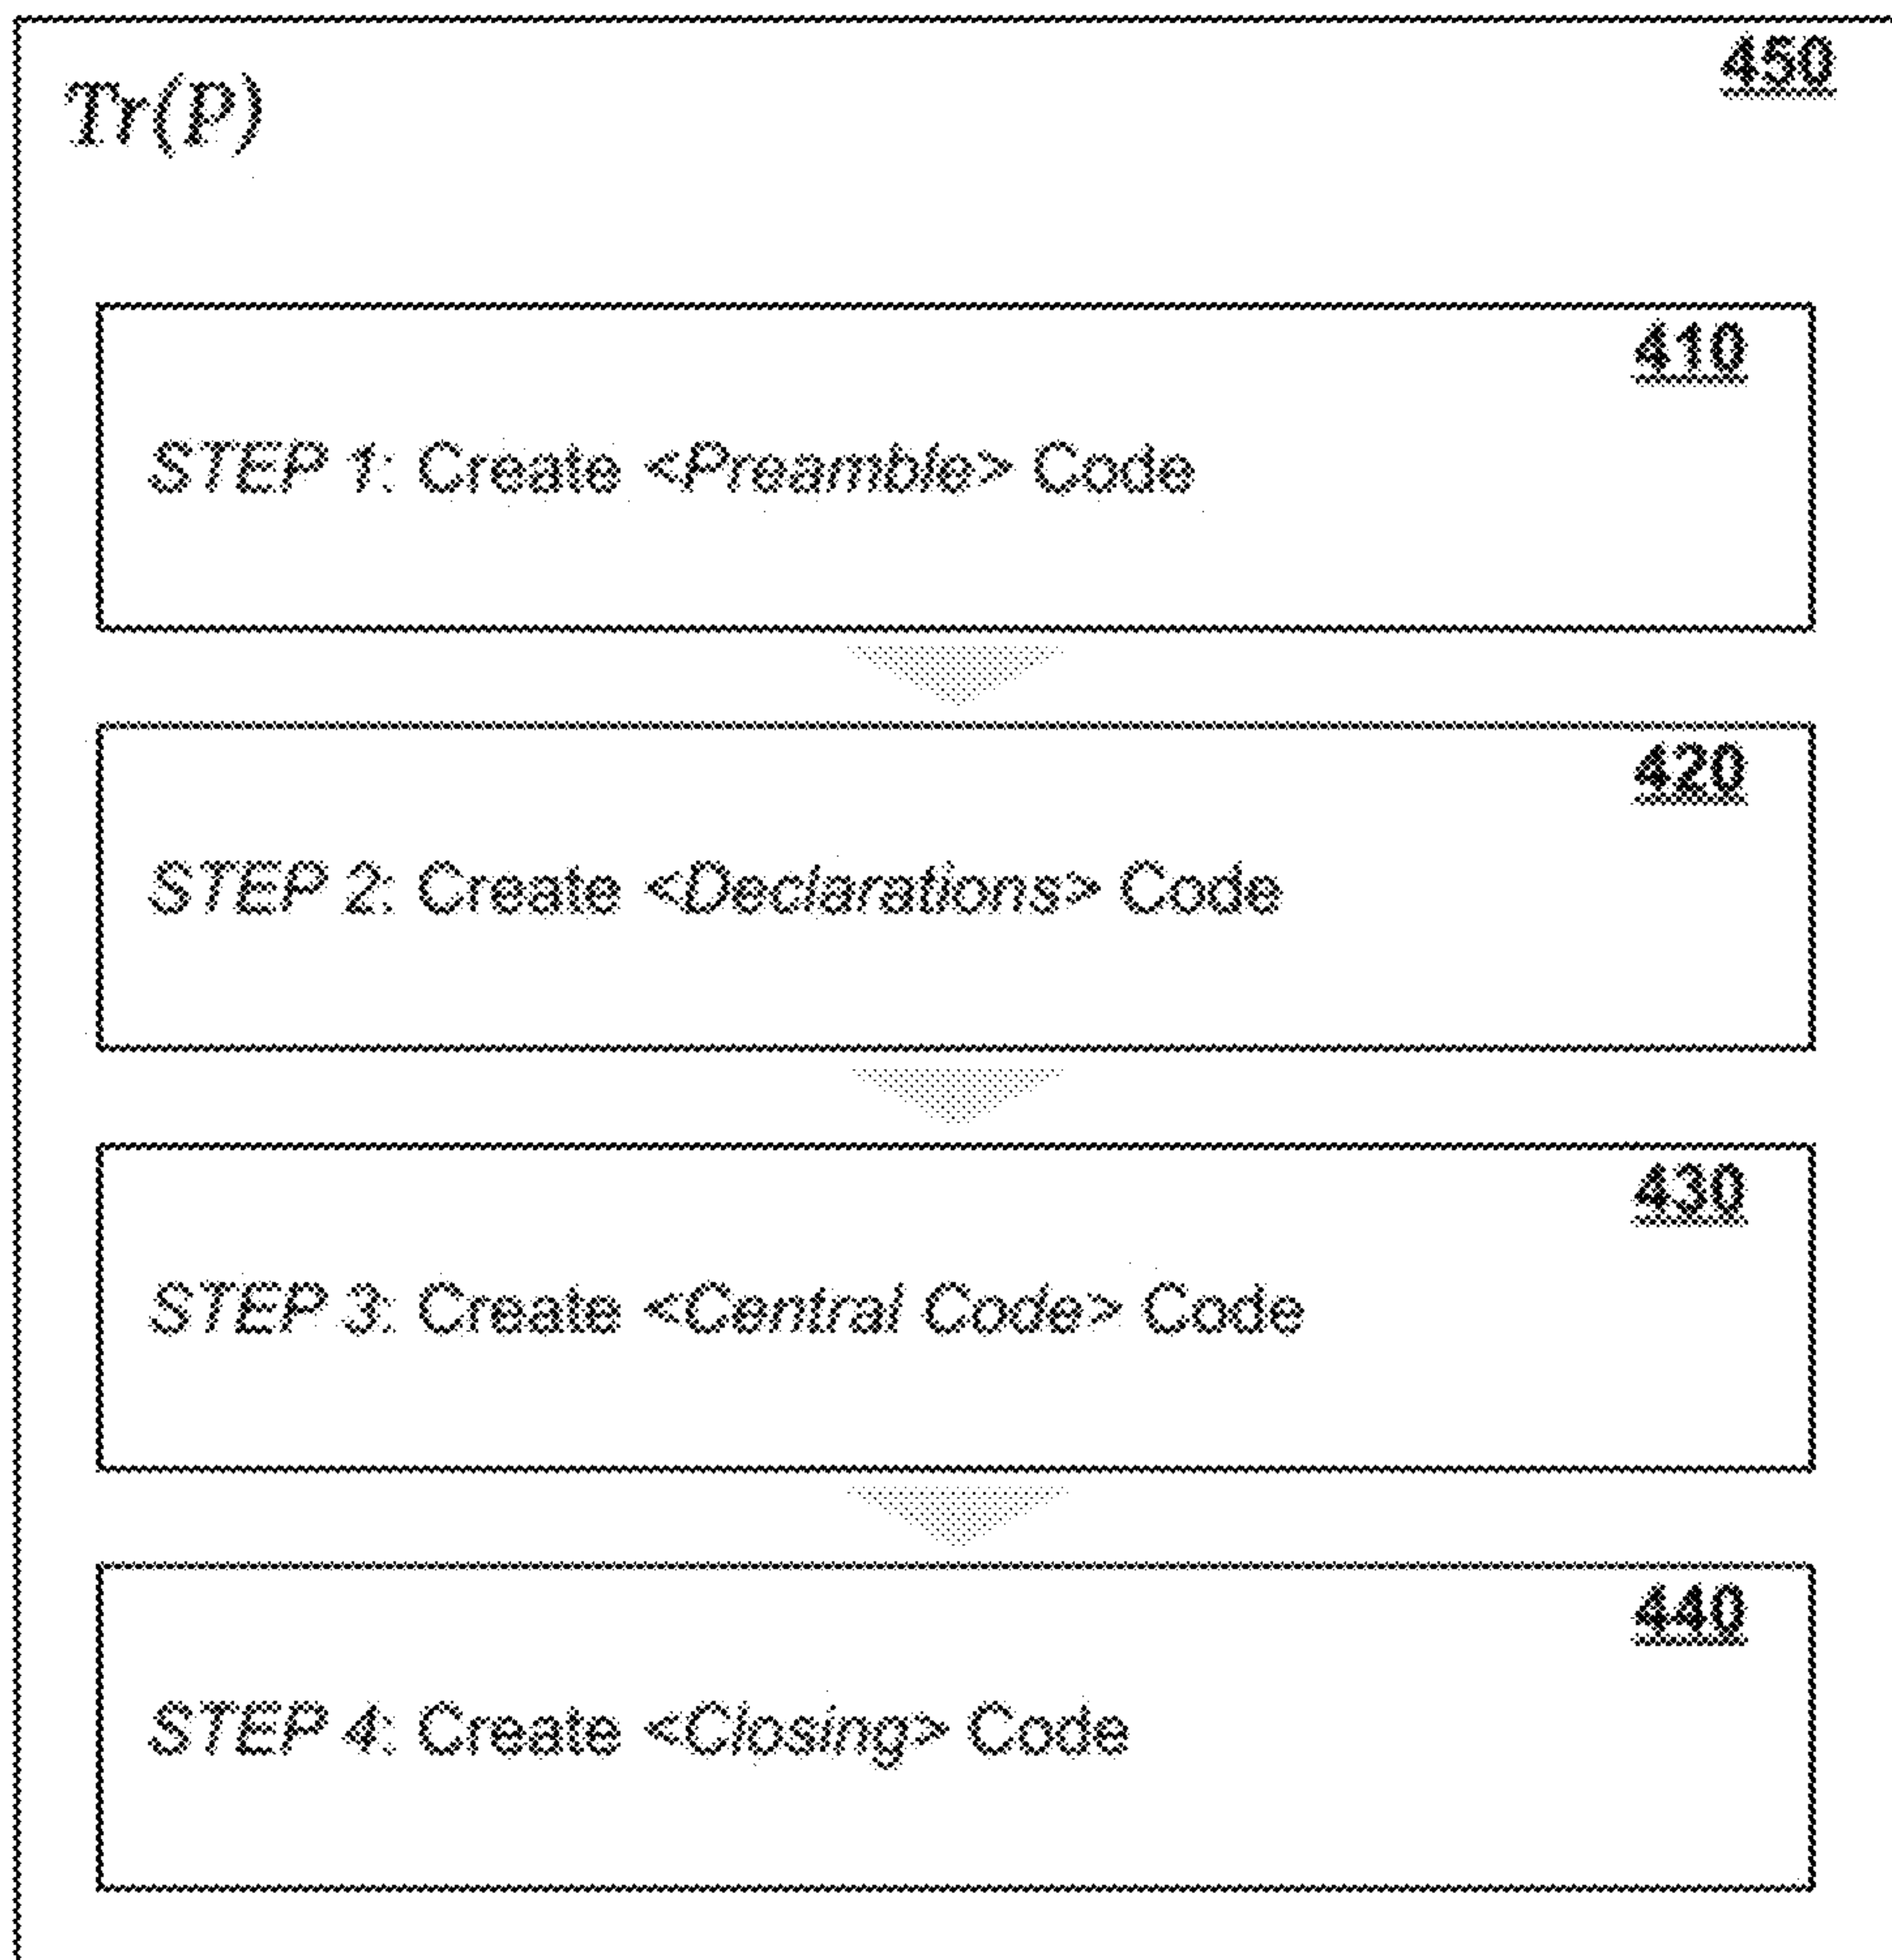 450
Tr(P)
410
STEP 1: Create <Preamble> Code
420
STEP 2: Create <Declarations> Code
430
STEP 3: Create <Central Code> Code
440
STEP 4: Create <Closing> Code